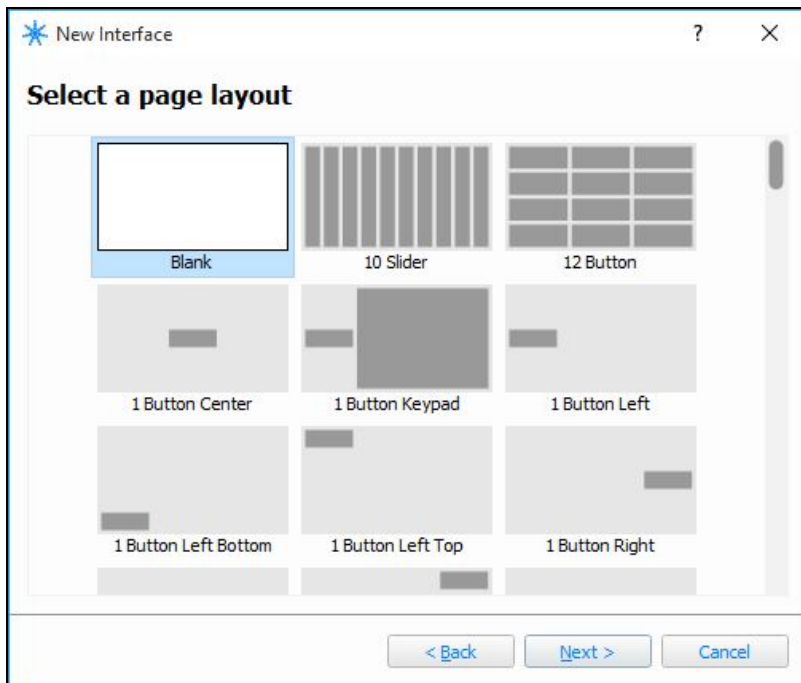 New Interface
?
Select a page layout
Blank
10 Slider
12 Button
1 Button Center
1 Button Keypad
1 Button Left
1 Button Left Bottom
1 Button Left Top
1 Button Right
< Back
Next >
Cancel